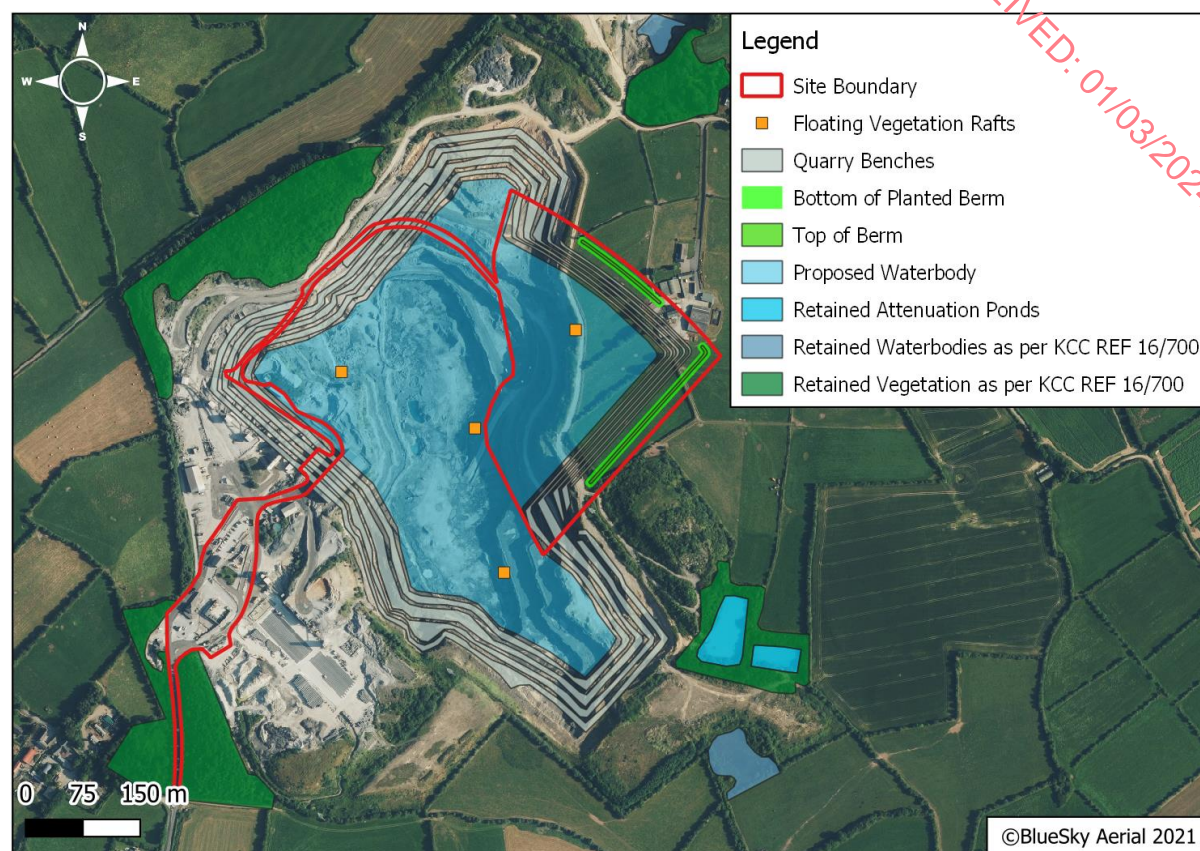 N
W E
S
Legend
Site Boundary
Floating Vegetation Rafts
Quarry Benches
Bottom of Planted Berm
Top of Berm
Proposed Waterbody
Retained Attenuation Ponds
Retained Waterbodies as per KCC REF 16/700
Retained Vegetation as per KCC REF 16/700
0 75 150 m
©BlueSky Aerial 2021